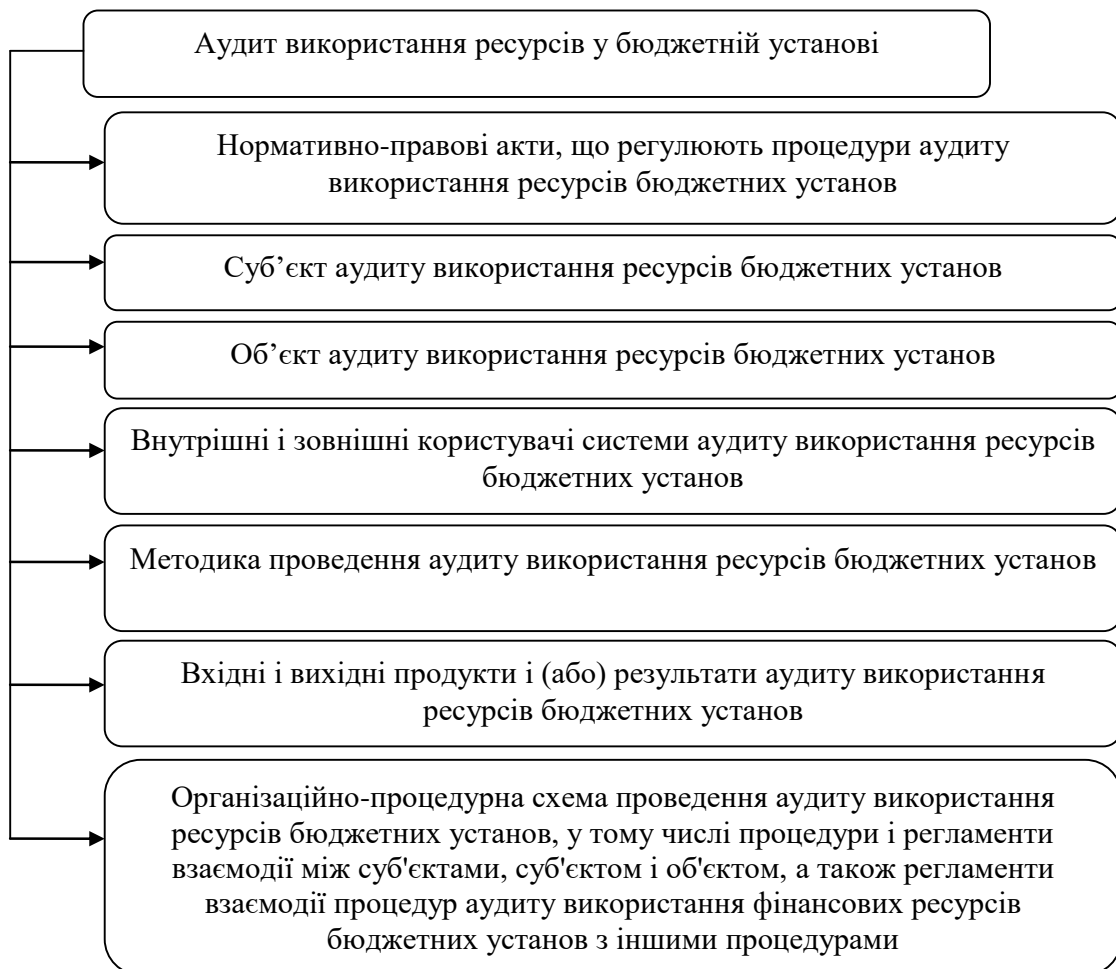 Аудит використання ресурсів у бюджетній установі
Нормативно-правові акти, що регулюють процедури аудиту
використання ресурсів бюджетних установ
Суб’єкт аудиту використання ресурсів бюджетних установ
Об’єкт аудиту використання ресурсів бюджетних установ
Внутрішні і зовнішні користувачі системи аудиту використання ресурсів
бюджетних установ
Методика проведення аудиту використання ресурсів бюджетних установ
Вхідні і вихідні продукти і (або) результати аудиту використання
ресурсів бюджетних установ
Організаційно-процедурна схема проведення аудиту використання
ресурсів бюджетних установ, у тому числі процедури і регламенти
взаємодії між суб'єктами, суб'єктом і об'єктом, а також регламенти
взаємодії процедур аудиту використання фінансових ресурсів
бюджетних установ з іншими процедурами